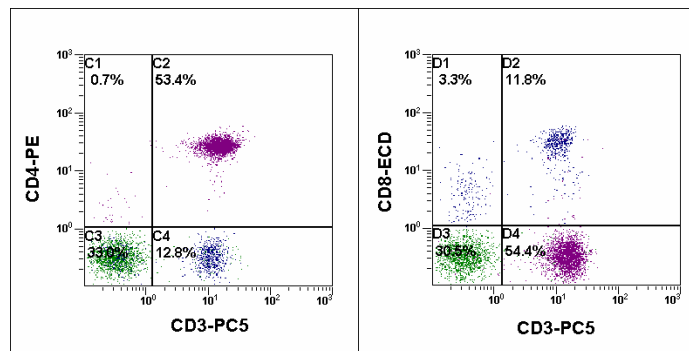 CD4-PE
10³
10²
10¹
10⁰
C1
0.7%
C2
53.4%
C3
33.0%
C4
12.8%
10⁰ 10¹ 10² 10³
CD3-PC5
CD8-ECD
10³
10²
10¹
10⁰
D1
3.3%
D2
11.8%
D3
30.5%
D4
54.4%
10⁰ 10¹ 10² 10³
CD3-PC5